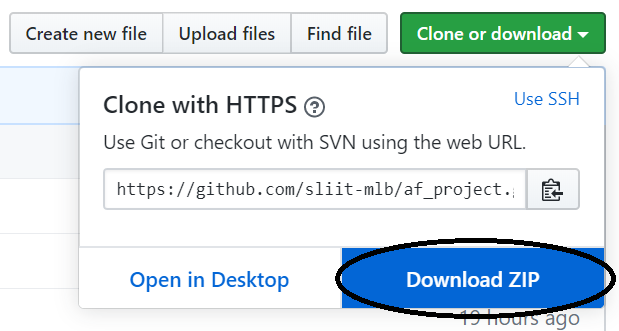 Create new file Upload files Find file Clone or download
Clone with HTTPS ?
Use SSH
Use Git or checkout with SVN using the web URL.
https://github.com/sliit-mlb/af_project.
Open in Desktop Download ZIP
19 hours ago